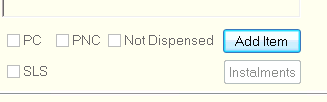 PC PNC Not Dispensed Add Item
SLS Instalments